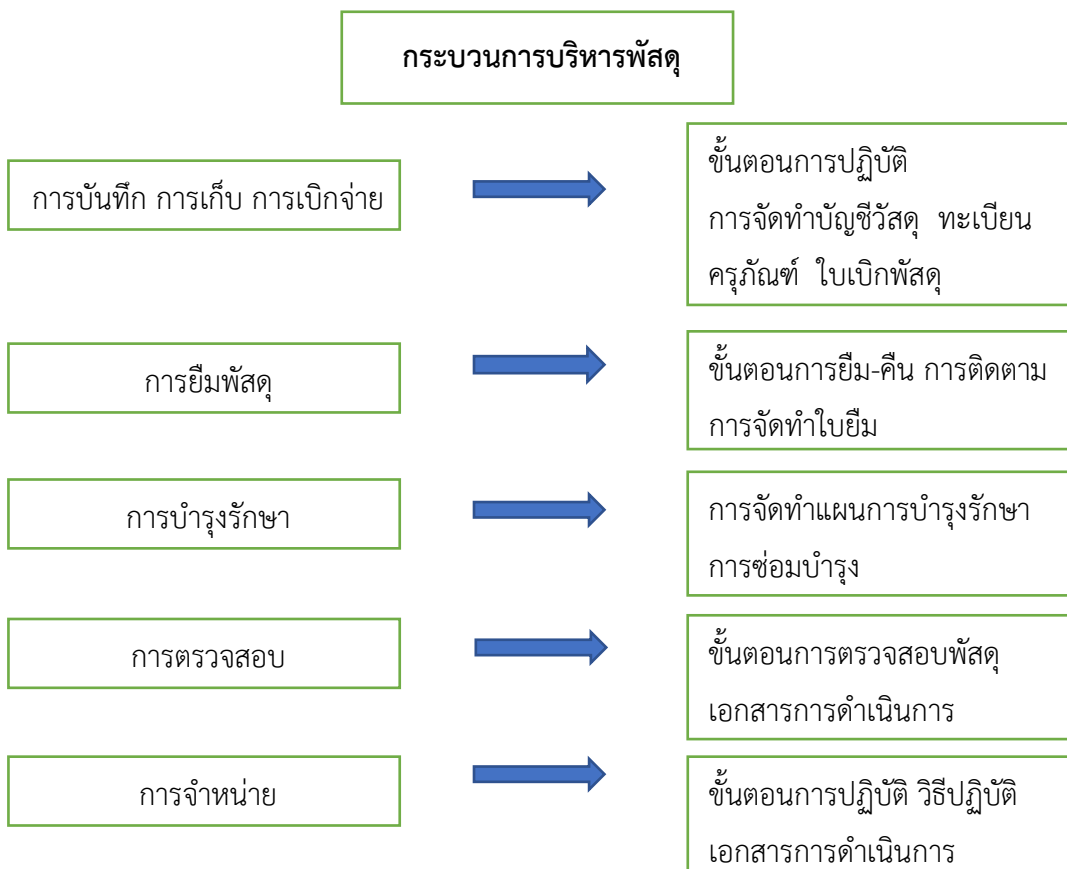 กระบวนการบริหารพัสดุ
การบันทึก การเก็บ การเบิกจ่าย
ขั้นตอนการปฏิบัติ
การจัดทำบัญชีวัสดุ ทะเบียน
ครุภัณฑ์ ใบเบิกพัสดุ
การยืมพัสดุ
ขั้นตอนการยืม-คืน การติดตาม
การจัดทำใบยืม
การบำรุงรักษา
การจัดทำแผนการบำรุงรักษา
การซ่อมบำรุง
การตรวจสอบ
ขั้นตอนการตรวจสอบพัสดุ
เอกสารการดำเนินการ
การจำหน่าย
ขั้นตอนการปฏิบัติ วิธีปฏิบัติ
เอกสารการดำเนินการ